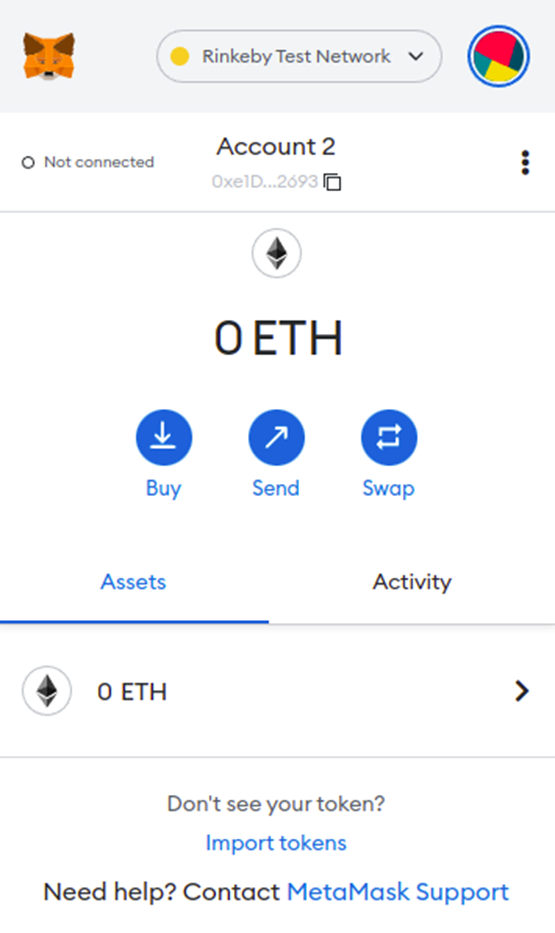 Rinkeby Test Network
Not connected
Account 2
0xe1D...2693
0 ETH
Buy
Send
Swap
Assets
Activity
0 ETH
Don't see your token?
Import tokens
Need help? Contact MetaMask Support